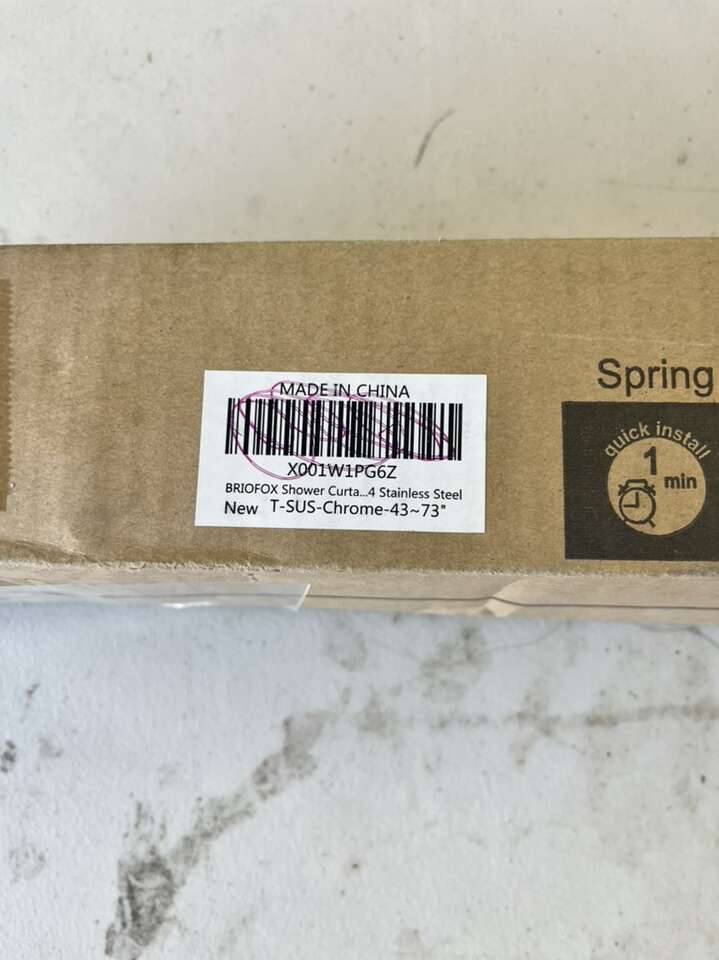 MADE IN CHINA
X001W1PG6Z
BRIOFOX Shower Curta...4 Stainless Steel
New T-SUS-Chrome-43~73"
Spring
quick install
1 min